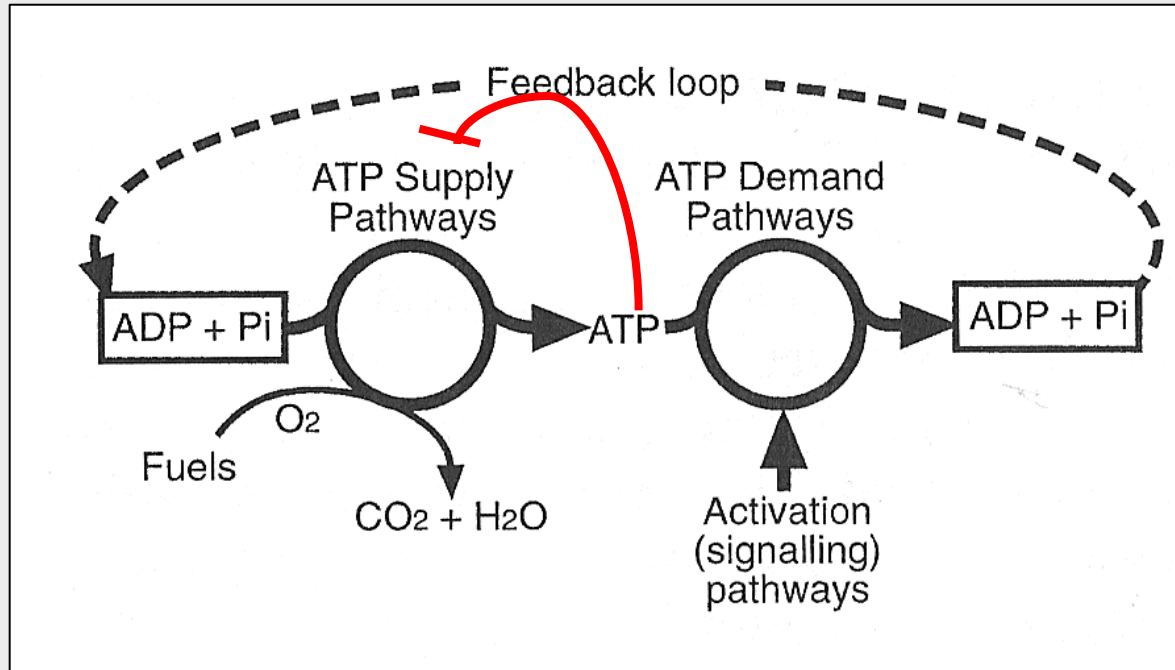 Feedback loop
ATP Supply
Pathways
ATP Demand
Pathways
ADP + Pi
ATP
ADP + Pi
O2
Fuels
CO2 + H2O
Activation
(signalling)
pathways